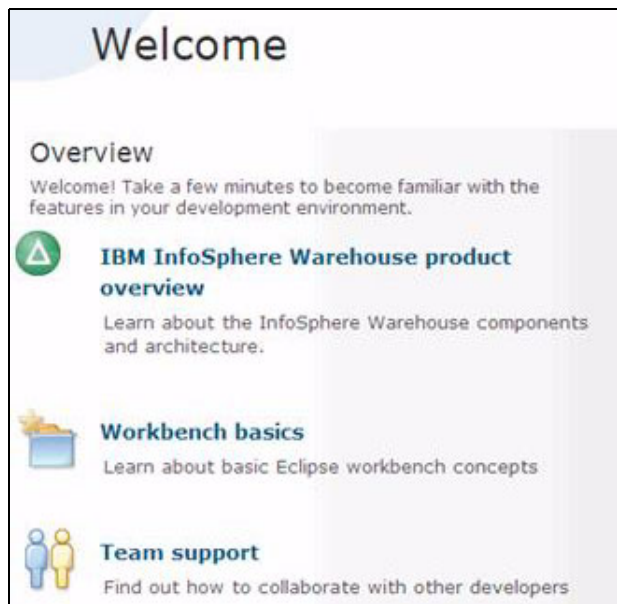 Welcome
Overview
Welcome! Take a few minutes to become familiar with the
features in your development environment.
IBM InfoSphere Warehouse product
overview
Learn about the InfoSphere Warehouse components
and architecture.
Workbench basics
Learn about basic Eclipse workbench concepts
Team support
Find out how to collaborate with other developers